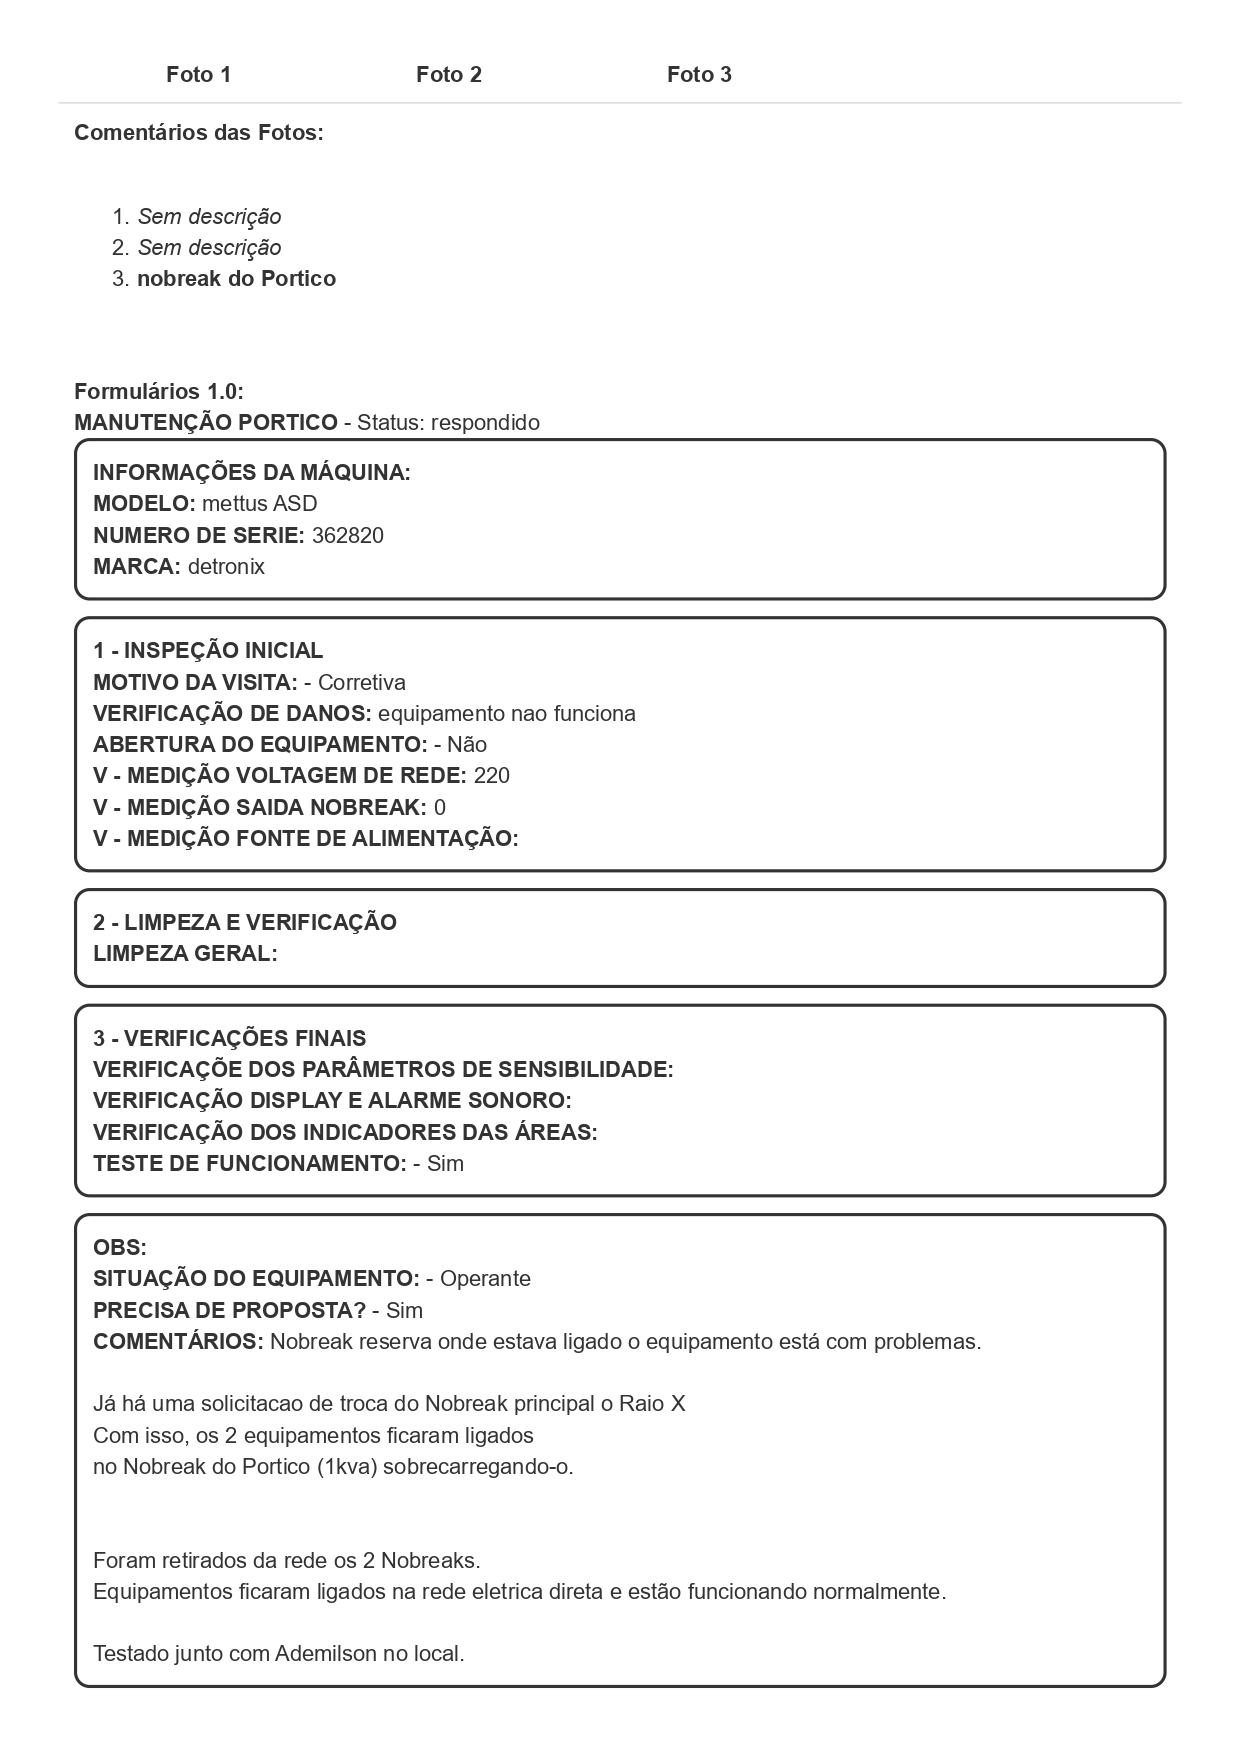 Foto 1 Foto 2 Foto 3
Comentários das Fotos:
1. Sem descrição
2. Sem descrição
3. nobreak do Portico
Formulários 1.0:
MANUTENÇÃO PORTICO - Status: respondido
INFORMAÇÕES DA MÁQUINA:
MODELO: mettus ASD
NUMERO DE SERIE: 362820
MARCA: detronix
1 - INSPEÇÃO INICIAL
MOTIVO DA VISITA: - Corretiva
VERIFICAÇÃO DE DANOS: equipamento nao funciona
ABERTURA DO EQUIPAMENTO: - Não
V - MEDIÇÃO VOLTAGEM DE REDE: 220
V - MEDIÇÃO SAIDA NOBREAK: 0
V - MEDIÇÃO FONTE DE ALIMENTAÇÃO:
2 - LIMPEZA E VERIFICAÇÃO
LIMPEZA GERAL:
3 - VERIFICAÇÕES FINAIS
VERIFICAÇÕE DOS PARÂMETROS DE SENSIBILIDADE:
VERIFICAÇÃO DISPLAY E ALARME SONORO:
VERIFICAÇÃO DOS INDICADORES DAS ÁREAS:
TESTE DE FUNCIONAMENTO: - Sim
OBS:
SITUAÇÃO DO EQUIPAMENTO: - Operante
PRECISA DE PROPOSTA? - Sim
COMENTÁRIOS: Nobreak reserva onde estava ligado o equipamento está com problemas.
Já há uma solicitacao de troca do Nobreak principal o Raio X
Com isso, os 2 equipamentos ficaram ligados
no Nobreak do Portico (1kva) sobrecarregando-o.
Foram retirados da rede os 2 Nobreaks.
Equipamentos ficaram ligados na rede eletrica direta e estão funcionando normalmente.
Testado junto com Ademilson no local.